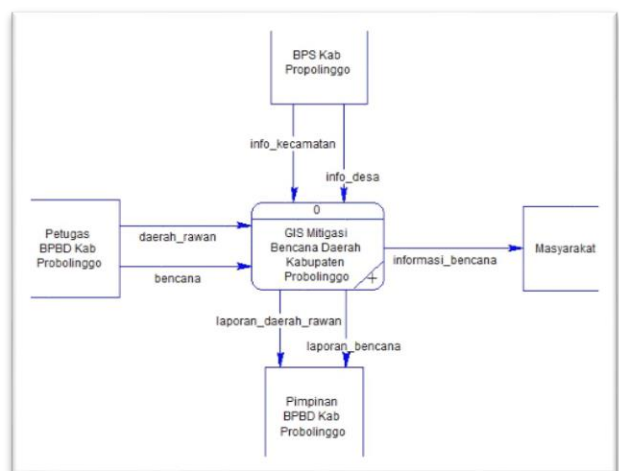 BPS Kab
Propolinggo
info_kecamatan
info_desa
0
GIS Mitigasi
Bencana Daerah
Kabupaten
Probolinggo
Petugas
BPBD Kab
Probolinggo
daerah_rawan
bencana
informasi_bencana
Masyarakat
laporan_daerah_rawan
laporan_bencana
Pimpinan
BPBD Kab
Probolinggo